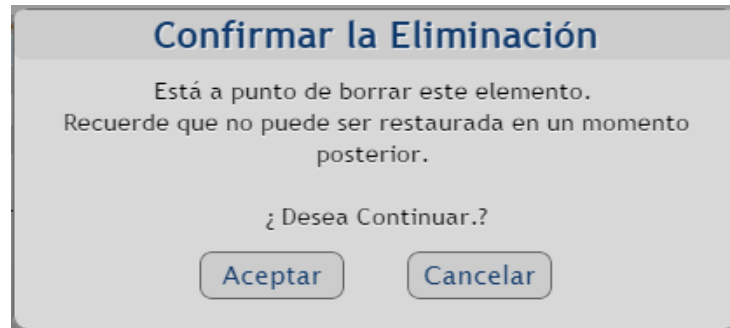 Confirmar la Eliminación
Está a punto de borrar este elemento.
Recuerde que no puede ser restaurada en un momento
posterior.
¿ Desea Continuar.?
Aceptar Cancelar